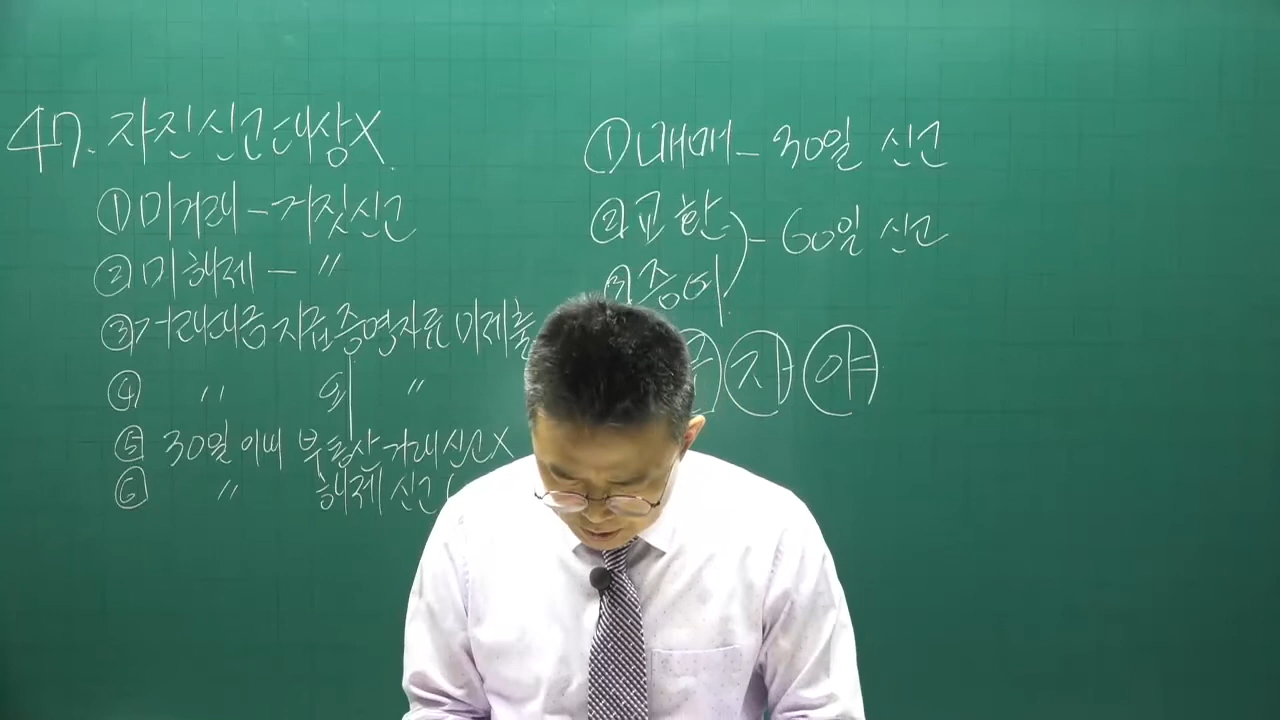 47. 자진신고대상X.
① 미거래 - 거짓신고
② 미해제 - 〃
③ 거래대금 지급증명자료 미제출
④ 〃 외 〃
⑤ 30일 이내 부동산거래신고X
⑥ 〃 해제신고
① 매매 - 30일 신고
② 교환 - 60일 신고
③ 증여
자 야